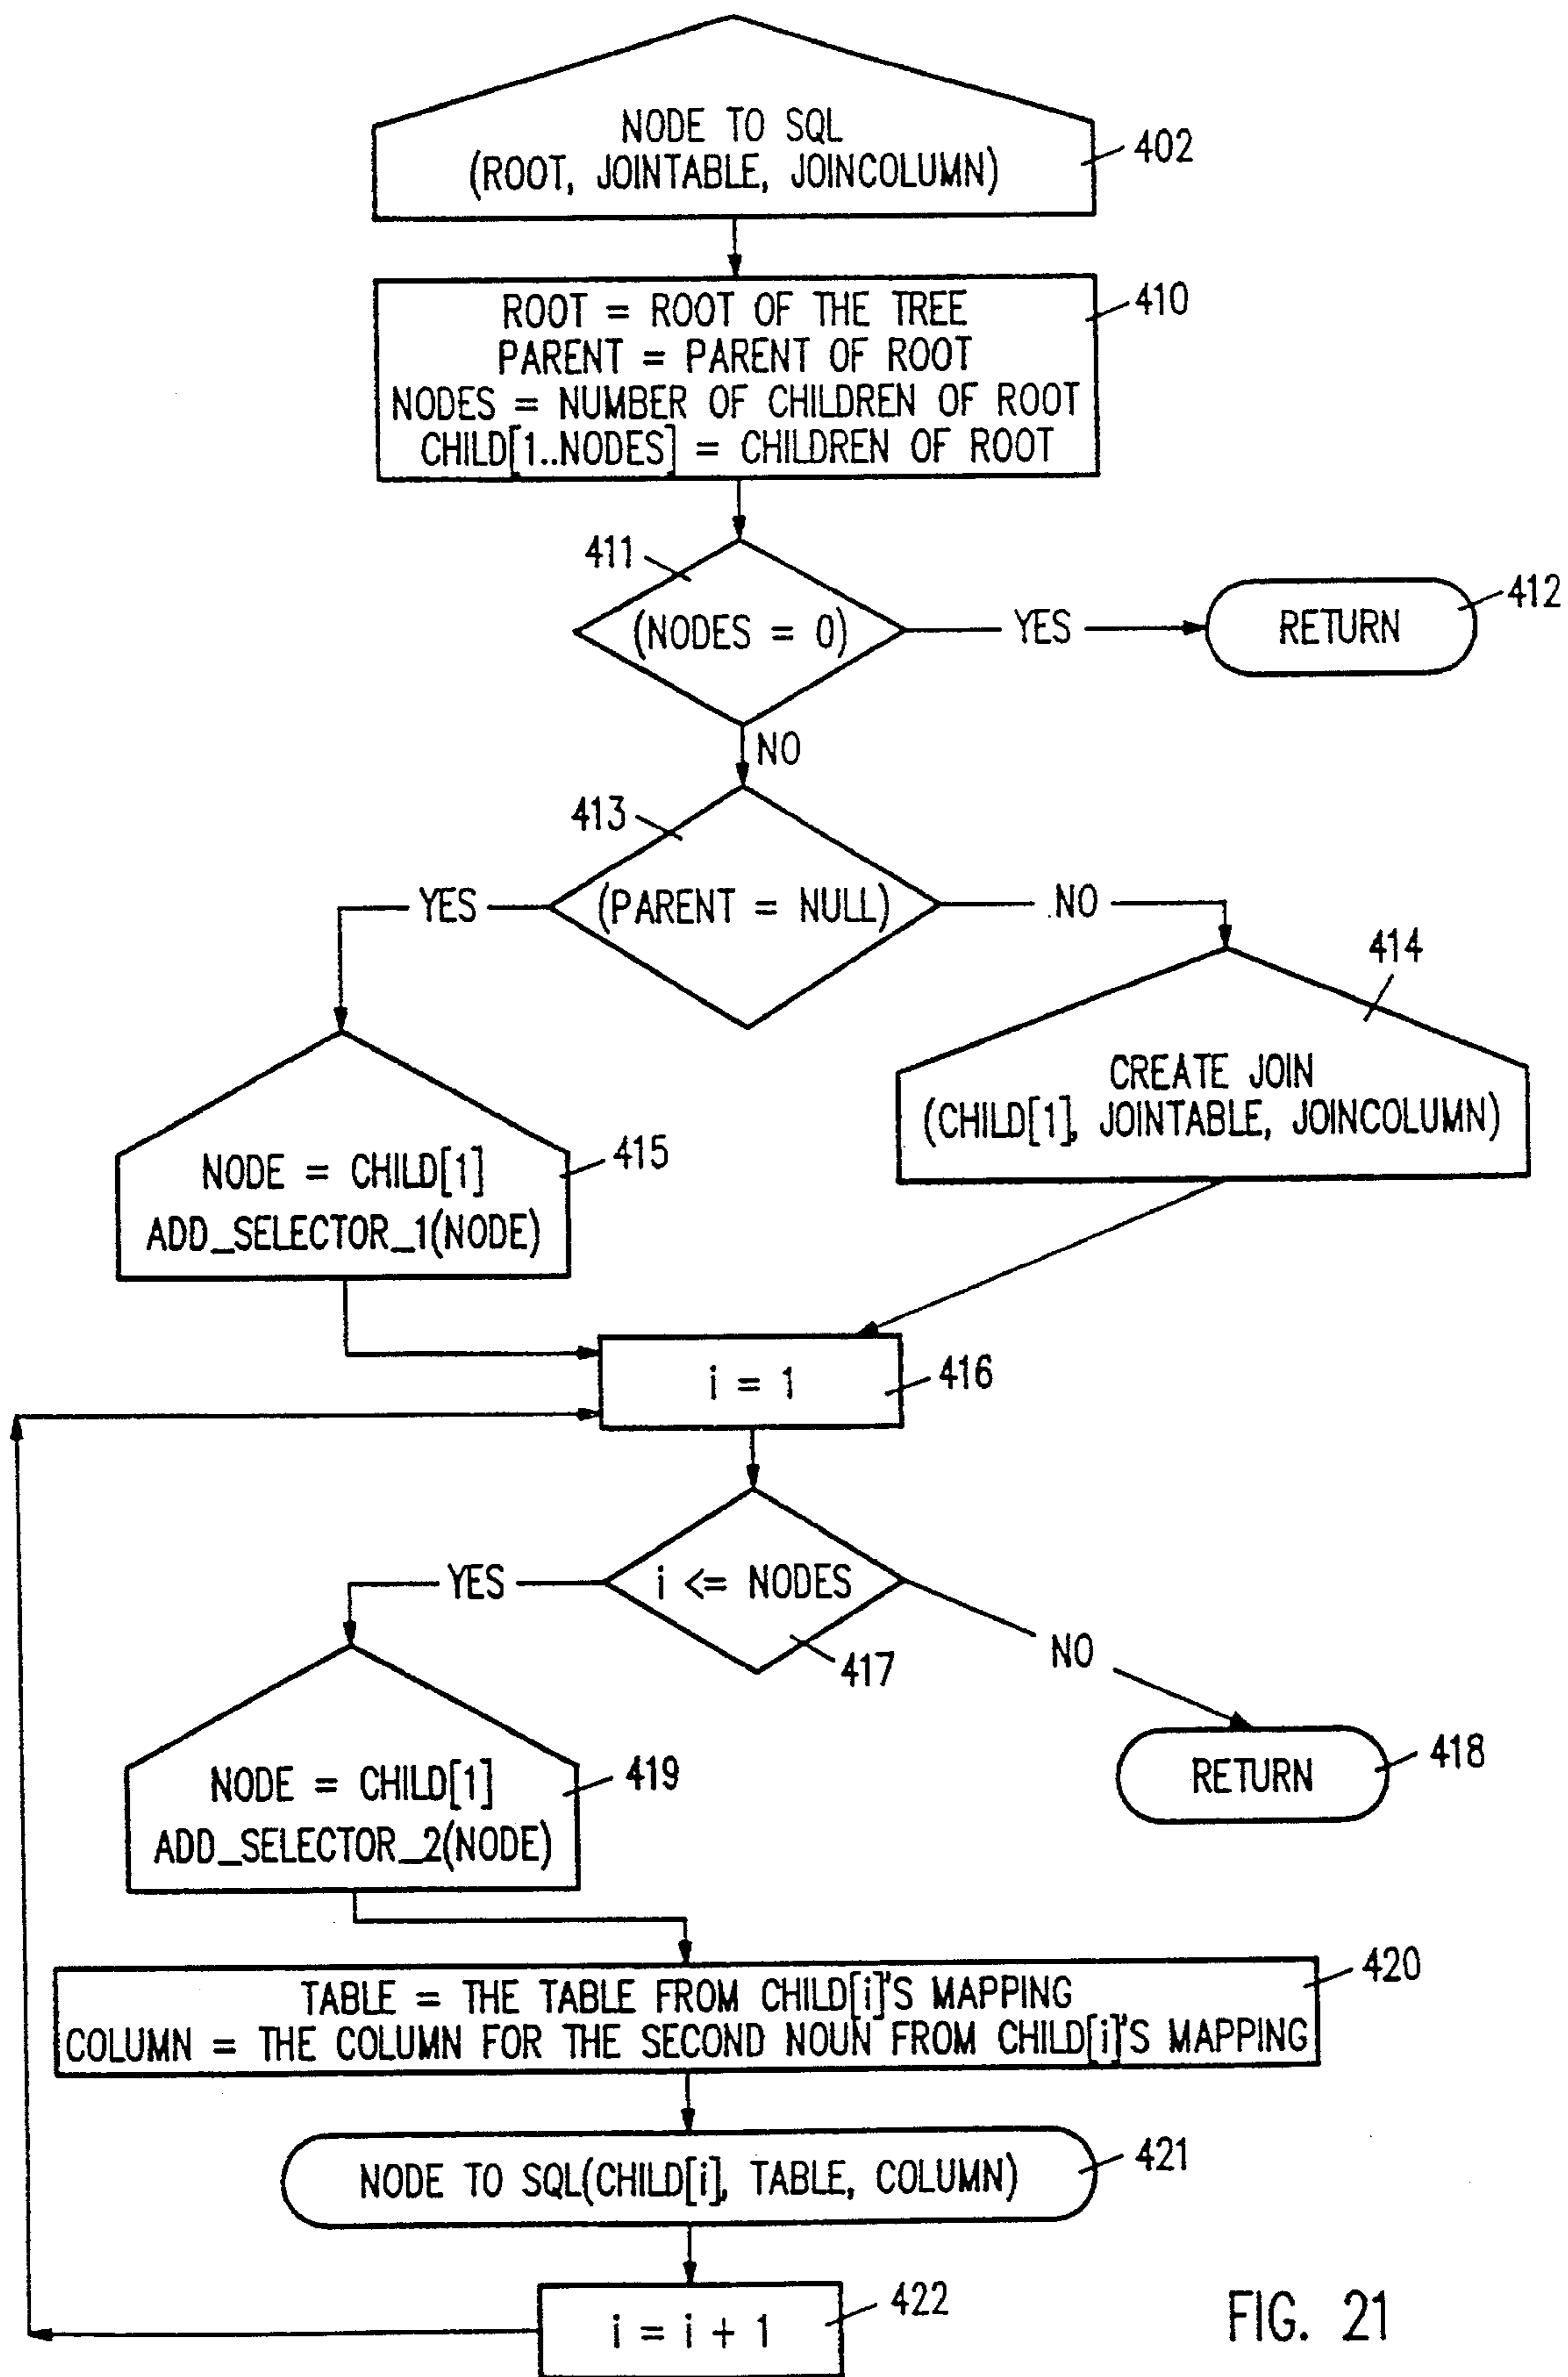 NODE TO SQL
(ROOT, JOINTABLE, JOINCOLUMN)
402
ROOT = ROOT OF THE TREE
PARENT = PARENT OF ROOT
NODES = NUMBER OF CHILDREN OF ROOT
CHILD[1..NODES] = CHILDREN OF ROOT
410
411
(NODES = 0)
YES
RETURN
412
NO
413
(PARENT = NULL)
YES
NO
414
CREATE JOIN
(CHILD[1], JOINTABLE, JOINCOLUMN)
NODE = CHILD[1]
ADD_SELECTOR_1(NODE)
415
i = 1
416
i <= NODES
417
YES
NO
RETURN
418
NODE = CHILD[1]
ADD_SELECTOR_2(NODE)
419
TABLE = THE TABLE FROM CHILD[i]'S MAPPING
COLUMN = THE COLUMN FOR THE SECOND NOUN FROM CHILD[i]'S MAPPING
420
NODE TO SQL(CHILD[i], TABLE, COLUMN)
421
i = i + 1
422
FIG. 21